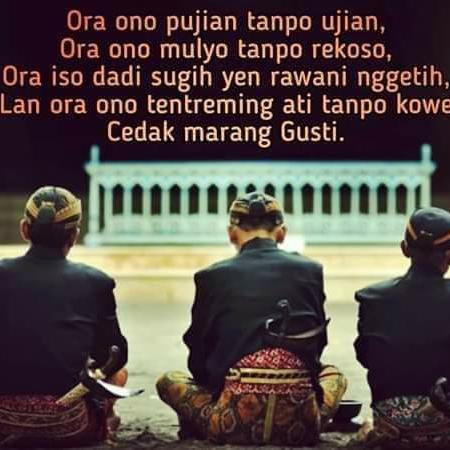 Ora ono pujian tanpo ujian,
Ora ono mulyo tanpo rekoso,
Ora iso dadi sugih yen rawani nggetih,
Lan ora ono tentreming ati tanpo kowe
Cedak marang Gusti.